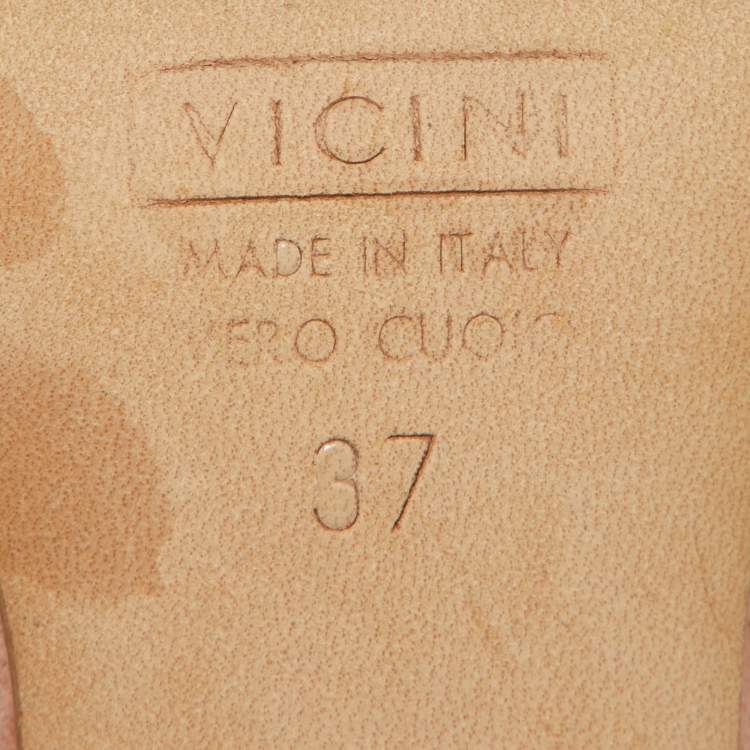 VICINI
MADE IN ITALY
VERO CUOIO
37